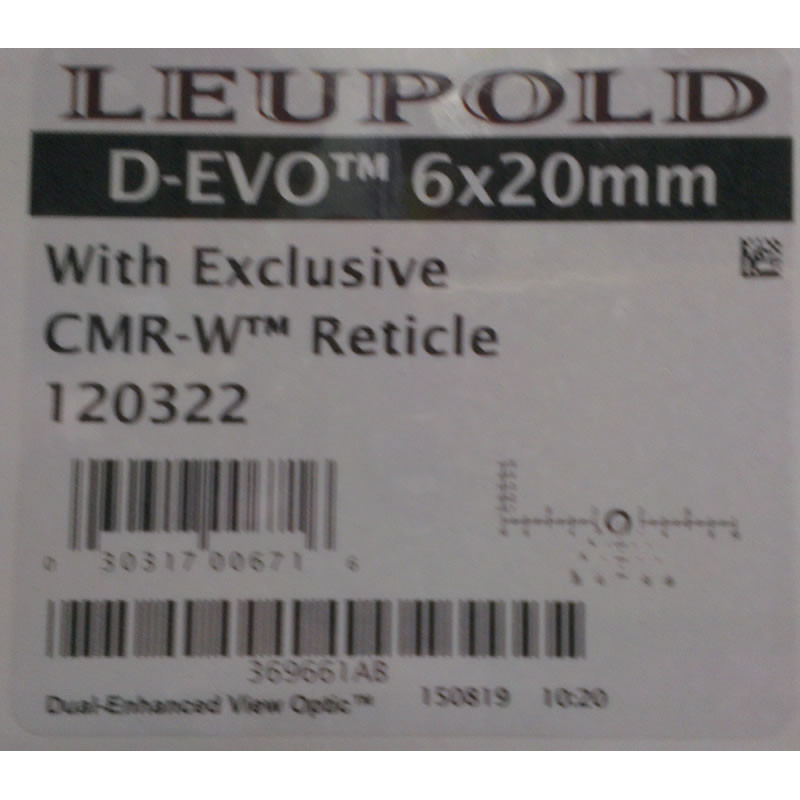 LEUPOLD
D-EVO™ 6x20mm
With Exclusive
CMR-W™ Reticle
120322
0 30317 00671 6
369661AB
Dual-Enhanced View Optic™ 150819 10:20